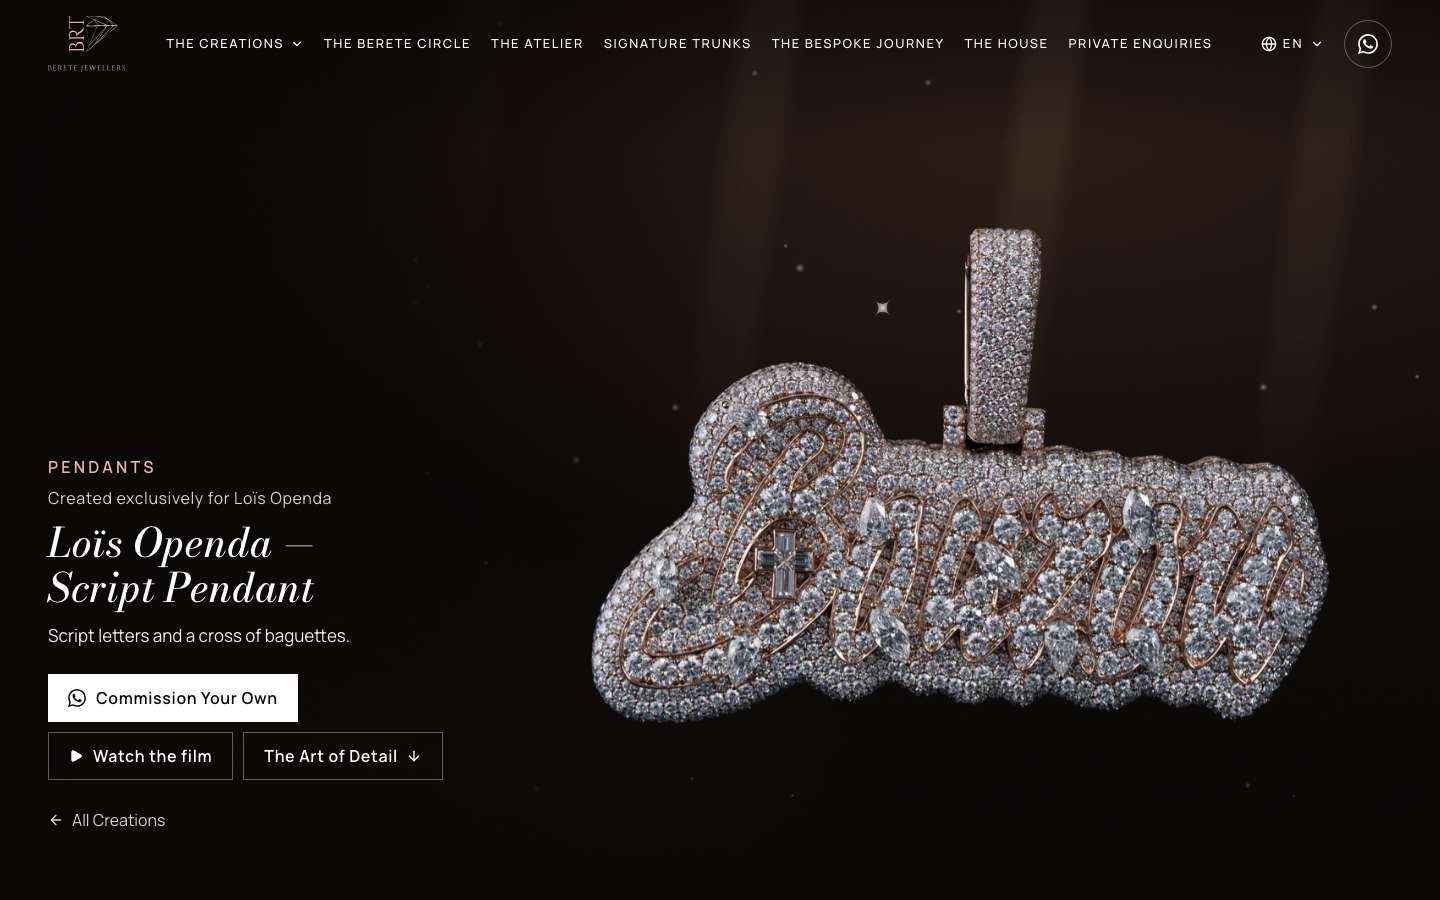 BRT
BERETE JEWELLERS
THE CREATIONS
THE BERETE CIRCLE
THE ATELIER
SIGNATURE TRUNKS
THE BESPOKE JOURNEY
THE HOUSE
PRIVATE ENQUIRIES
EN
PENDANTS
Created exclusively for Loïs Openda
Loïs Openda —
Script Pendant
Script letters and a cross of baguettes.
Commission Your Own
Watch the film
The Art of Detail
All Creations